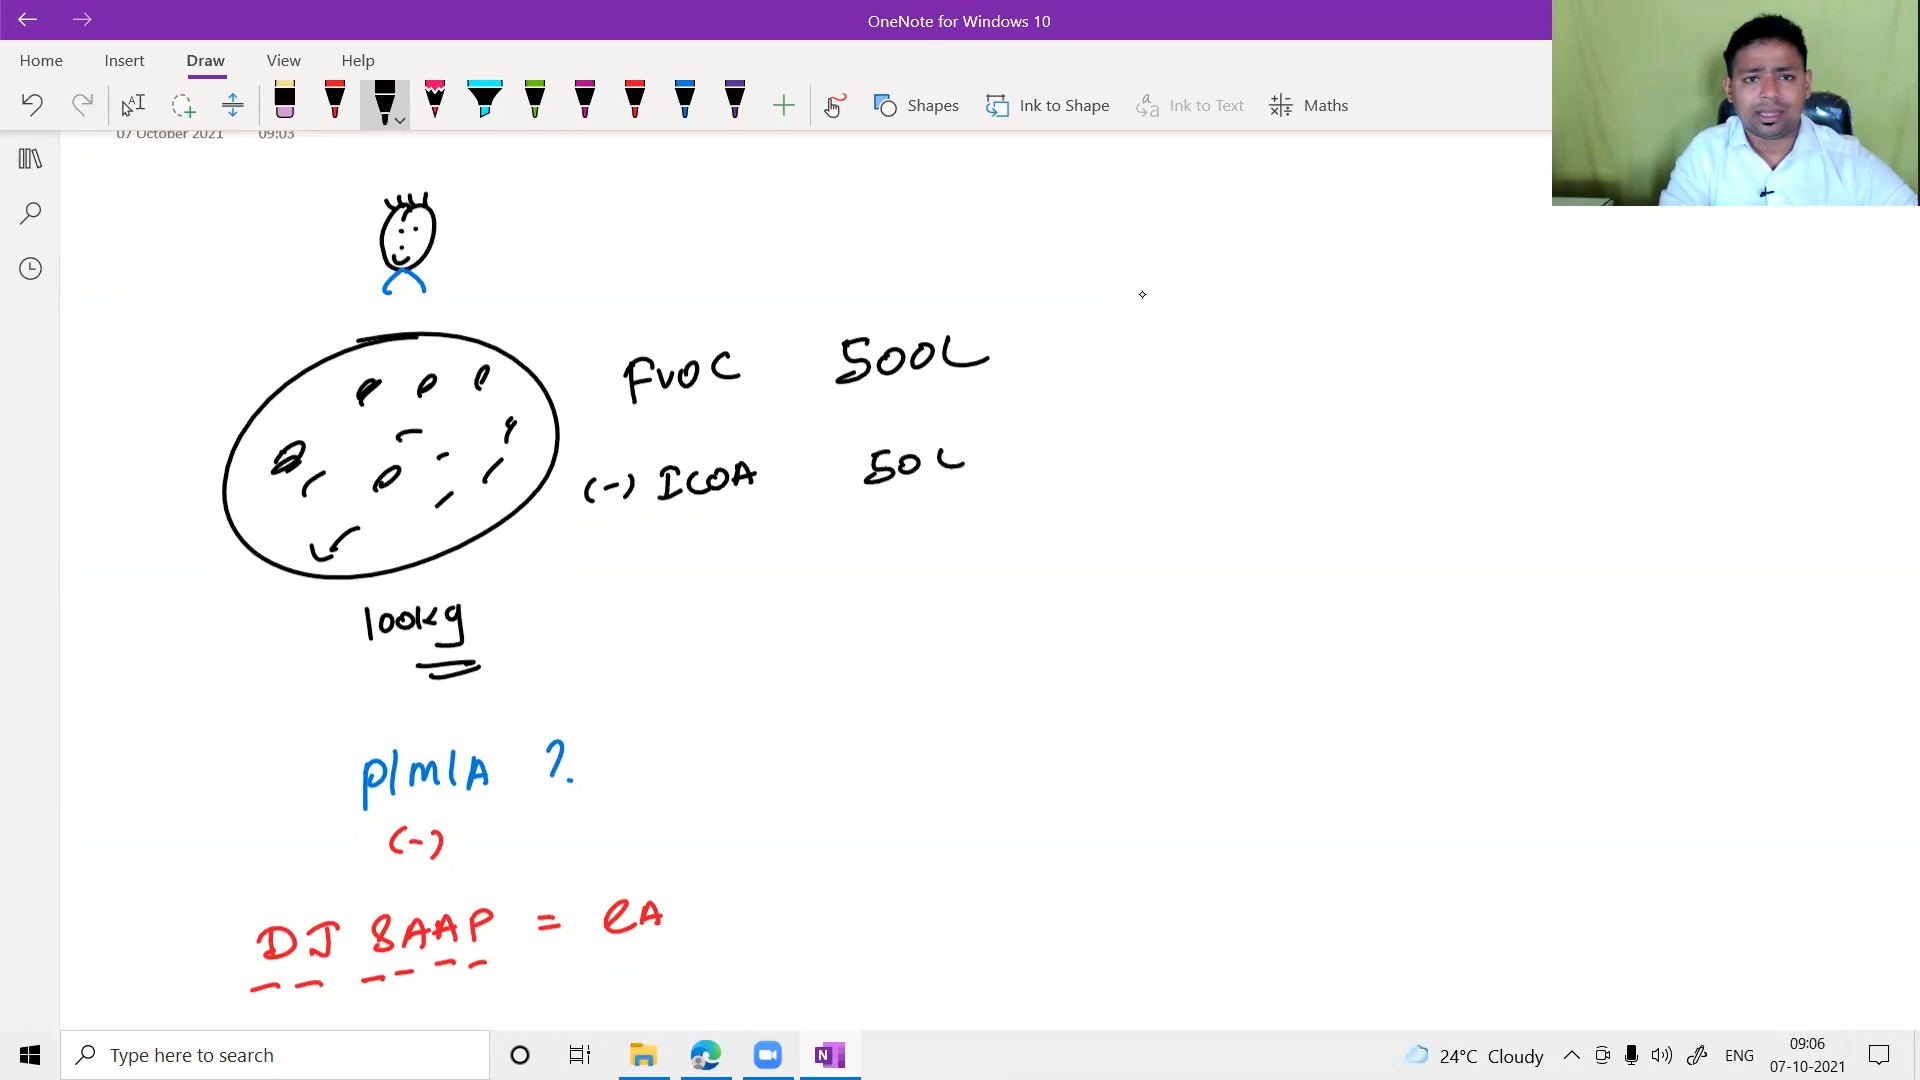 OneNote for Windows 10
Home Insert Draw View Help
Shapes Ink to Shape Ink to Text Maths
07 October 2021 09:03
FVOC 500L
(-) ICOA 50L
100kg
P/M/A ?
(-)
DJ SAAP = eA
Type here to search
24°C Cloudy ENG 09:06
07-10-2021